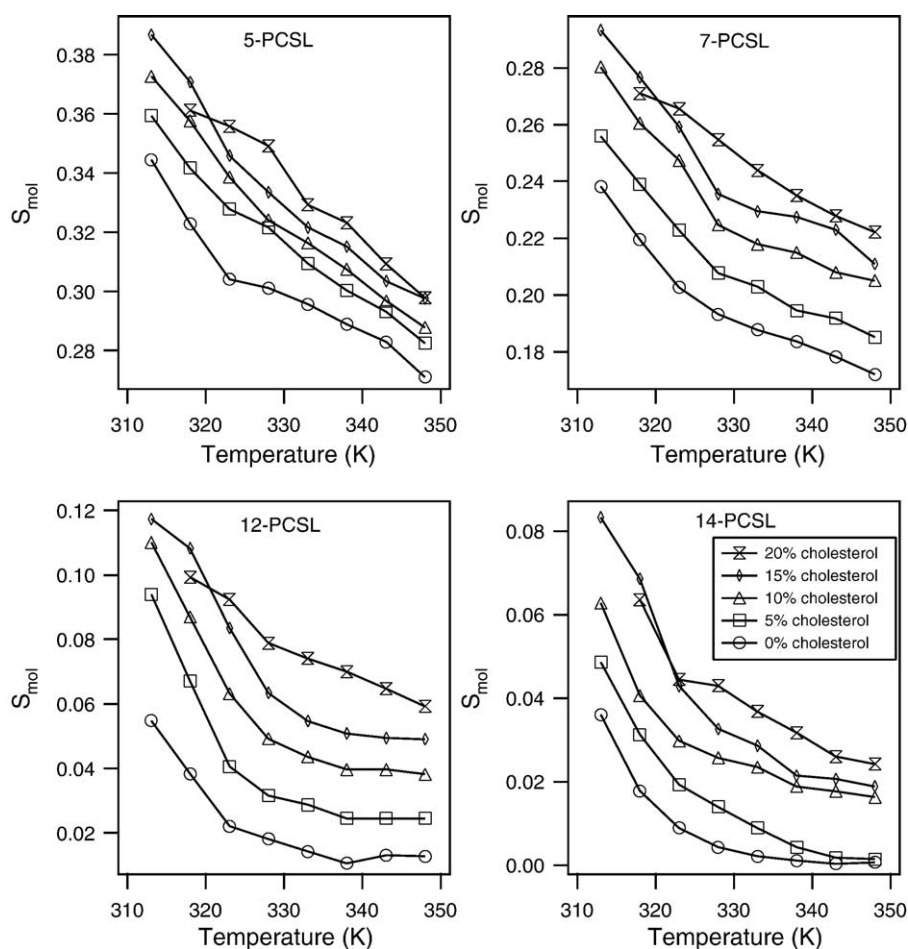 5-PCSL
S_mol
0.38
0.36
0.34
0.32
0.30
0.28
310 320 330 340 350
Temperature (K)
7-PCSL
S_mol
0.28
0.26
0.24
0.22
0.20
0.18
310 320 330 340 350
Temperature (K)
12-PCSL
S_mol
0.12
0.10
0.08
0.06
0.04
0.02
310 320 330 340 350
Temperature (K)
14-PCSL
S_mol
0.08
0.06
0.04
0.02
0.00
20% cholesterol
15% cholesterol
10% cholesterol
5% cholesterol
0% cholesterol
310 320 330 340 350
Temperature (K)